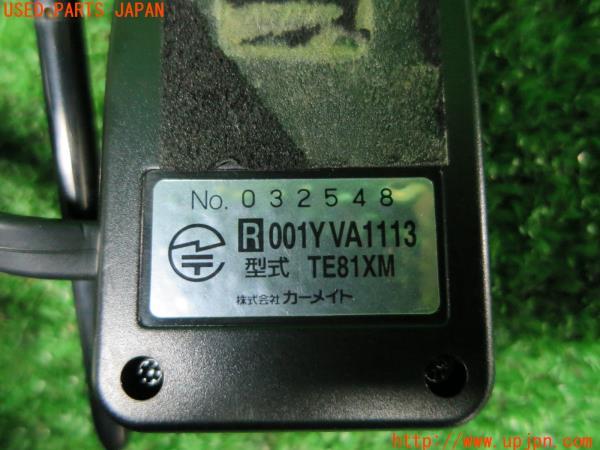 USED PARTS JAPAN
No. 032548
R 001YVA1113
型式 TE81XM
株式会社 カーメイト
http://www.upjpn.com/